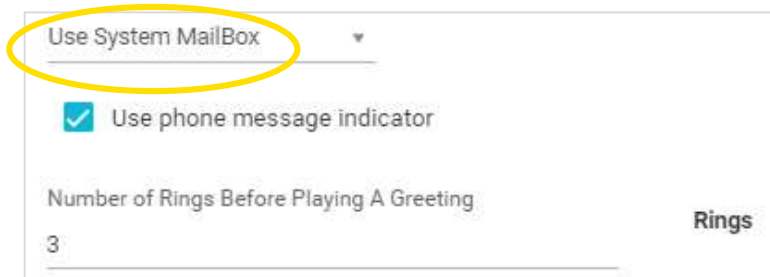 Use System MailBox
Use phone message indicator
Number of Rings Before Playing A Greeting
Rings
3